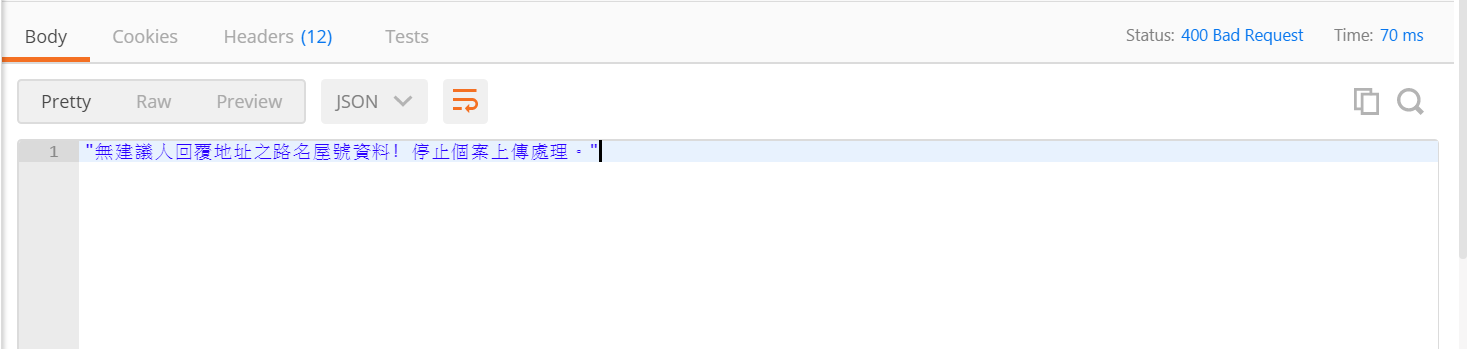 Body Cookies Headers (12) Tests Status: 400 Bad Request Time: 70 ms
Pretty Raw Preview JSON
1 "無建議人回覆地址之路名屋號資料! 停止個案上傳處理。"